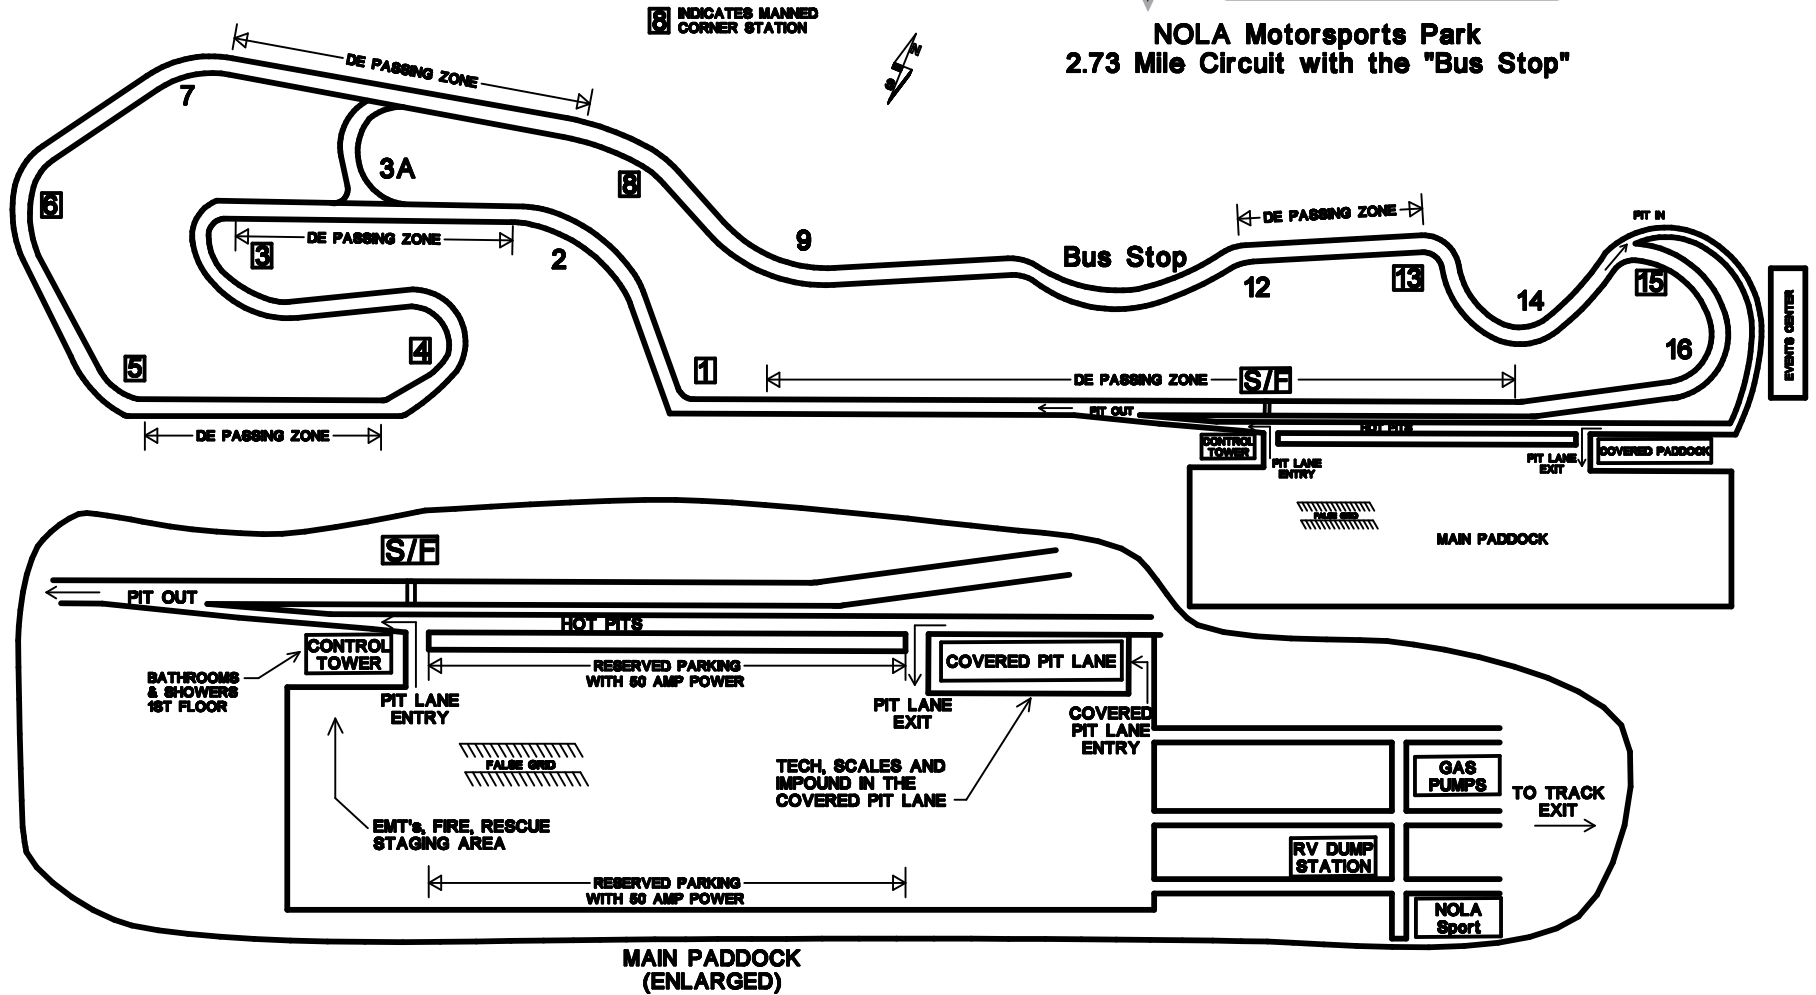 8 INDICATES MANNED
CORNER STATION
NOLA Motorsports Park
2.73 Mile Circuit with the "Bus Stop"
N
S
DE PASSING ZONE
7
3A
6
8
DE PASSING ZONE
3
2
9
Bus Stop
DE PASSING ZONE
PIT IN
12
13
14
15
16
EVENTS CENTER
5
4
1
DE PASSING ZONE
S/F
DE PASSING ZONE
PIT OUT
HOT PITS
CONTROL
TOWER
PIT LANE
ENTRY
PIT LANE
EXIT
COVERED PADDOCK
FALSE GRID
MAIN PADDOCK
S/F
PIT OUT
HOT PITS
CONTROL
TOWER
BATHROOMS
& SHOWERS
1ST FLOOR
PIT LANE
ENTRY
RESERVED PARKING
WITH 50 AMP POWER
PIT LANE
EXIT
COVERED PIT LANE
COVERED
PIT LANE
ENTRY
FALSE GRID
TECH, SCALES AND
IMPOUND IN THE
COVERED PIT LANE
EMT's, FIRE, RESCUE
STAGING AREA
RESERVED PARKING
WITH 50 AMP POWER
GAS
PUMPS
TO TRACK
EXIT
RV DUMP
STATION
NOLA
Sport
MAIN PADDOCK
(ENLARGED)